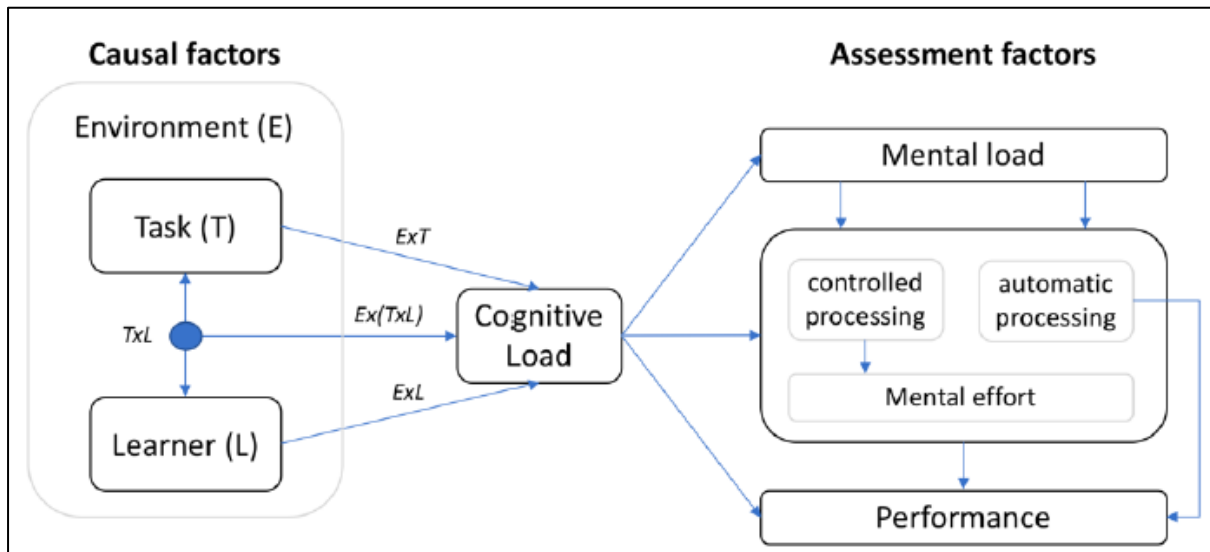 Causal factors
Assessment factors
Environment (E)
Task (T)
TxL
Learner (L)
ExT
Ex(TxL)
ExL
Cognitive
Load
Mental load
controlled
processing
automatic
processing
Mental effort
Performance